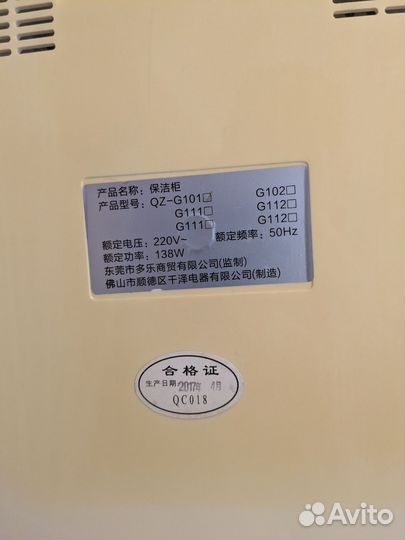 产品名称：保洁柜
产品型号：QZ-G101☑ G102□
G111□ G112□
G111□ G112□
额定电压：220V~ 额定频率：50Hz
额定功率：138W
东莞市多乐商贸有限公司(监制)
佛山市顺德区千泽电器有限公司(制造)
合格证
生产日期 2017年 4月
QC018
Avito